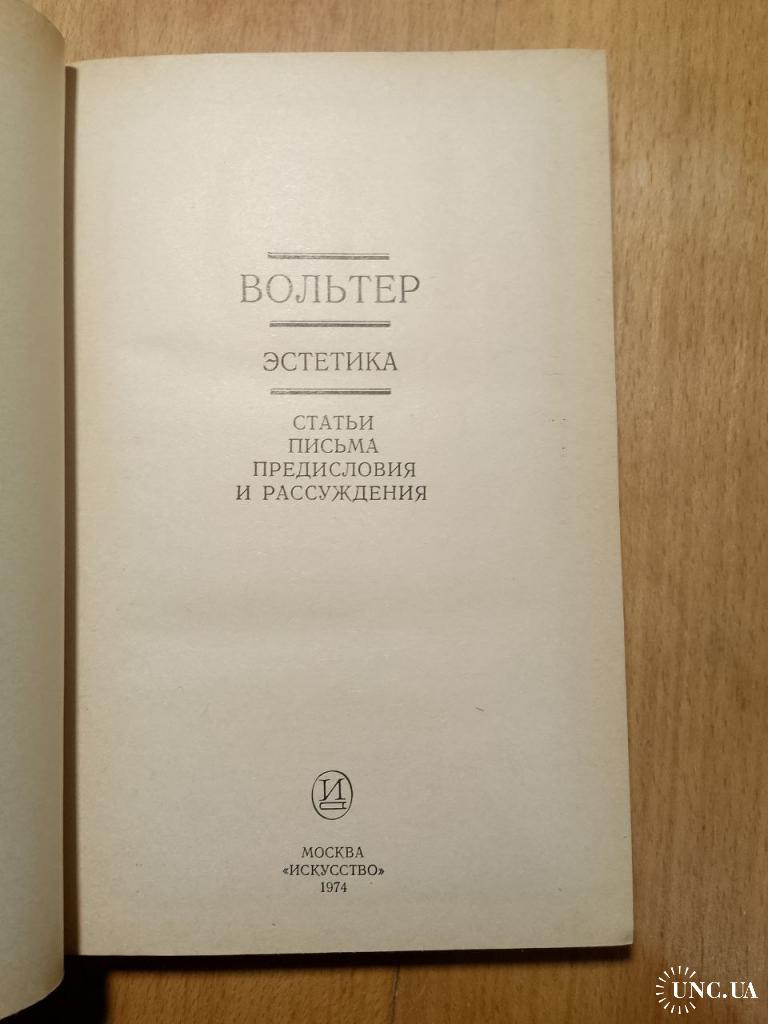 ВОЛЬТЕР
ЭСТЕТИКА
СТАТЬИ
ПИСЬМА
ПРЕДИСЛОВИЯ
И РАССУЖДЕНИЯ
И
МОСКВА
«ИСКУССТВО»
1974
UNC.UA